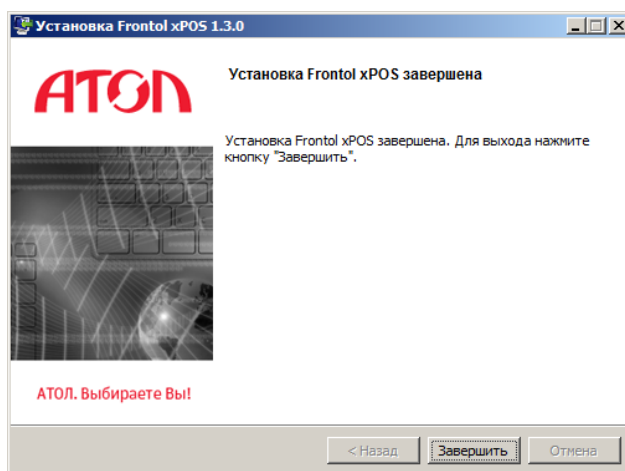 Установка Frontol xPOS 1.3.0
АТОЛ
Установка Frontol xPOS завершена
Установка Frontol xPOS завершена. Для выхода нажмите
кнопку "Завершить".
АТОЛ. Выбираете Вы!
< Назад
Завершить
Отмена